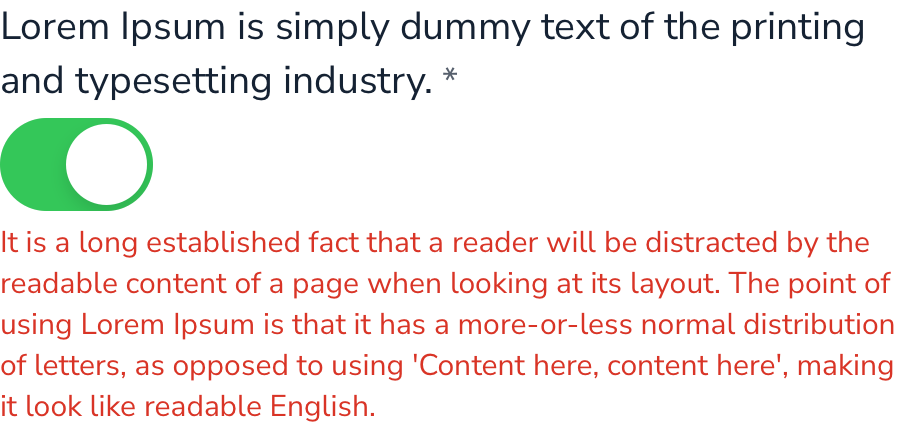 Lorem Ipsum is simply dummy text of the printing
and typesetting industry. *
It is a long established fact that a reader will be distracted by the
readable content of a page when looking at its layout. The point of
using Lorem Ipsum is that it has a more-or-less normal distribution
of letters, as opposed to using 'Content here, content here', making
it look like readable English.